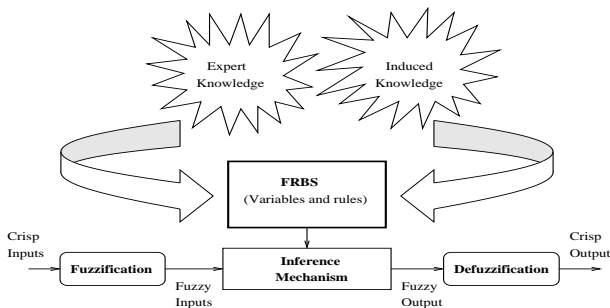 Expert
Knowledge
Induced
Knowledge
FRBS
(Variables and rules)
Crisp
Inputs
Fuzzification
Fuzzy
Inputs
Inference
Mechanism
Fuzzy
Output
Defuzzification
Crisp
Output